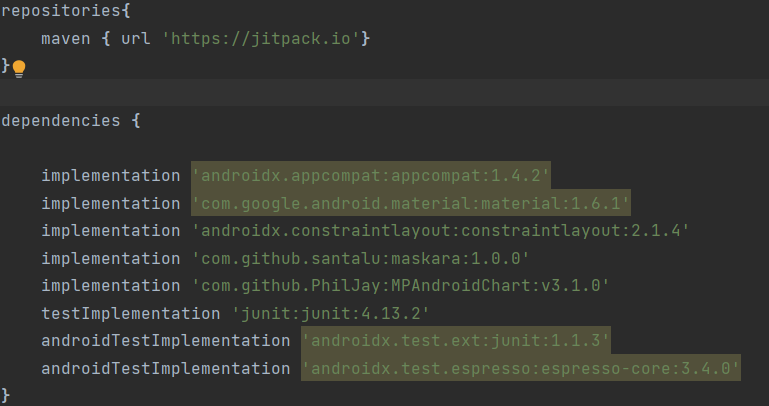 repositories{
    maven { url 'https://jitpack.io'}
}
dependencies {
    implementation 'androidx.appcompat:appcompat:1.4.2'
    implementation 'com.google.android.material:material:1.6.1'
    implementation 'androidx.constraintlayout:constraintlayout:2.1.4'
    implementation 'com.github.santalu:maskara:1.0.0'
    implementation 'com.github.PhilJay:MPAndroidChart:v3.1.0'
    testImplementation 'junit:junit:4.13.2'
    androidTestImplementation 'androidx.test.ext:junit:1.1.3'
    androidTestImplementation 'androidx.test.espresso:espresso-core:3.4.0'
}